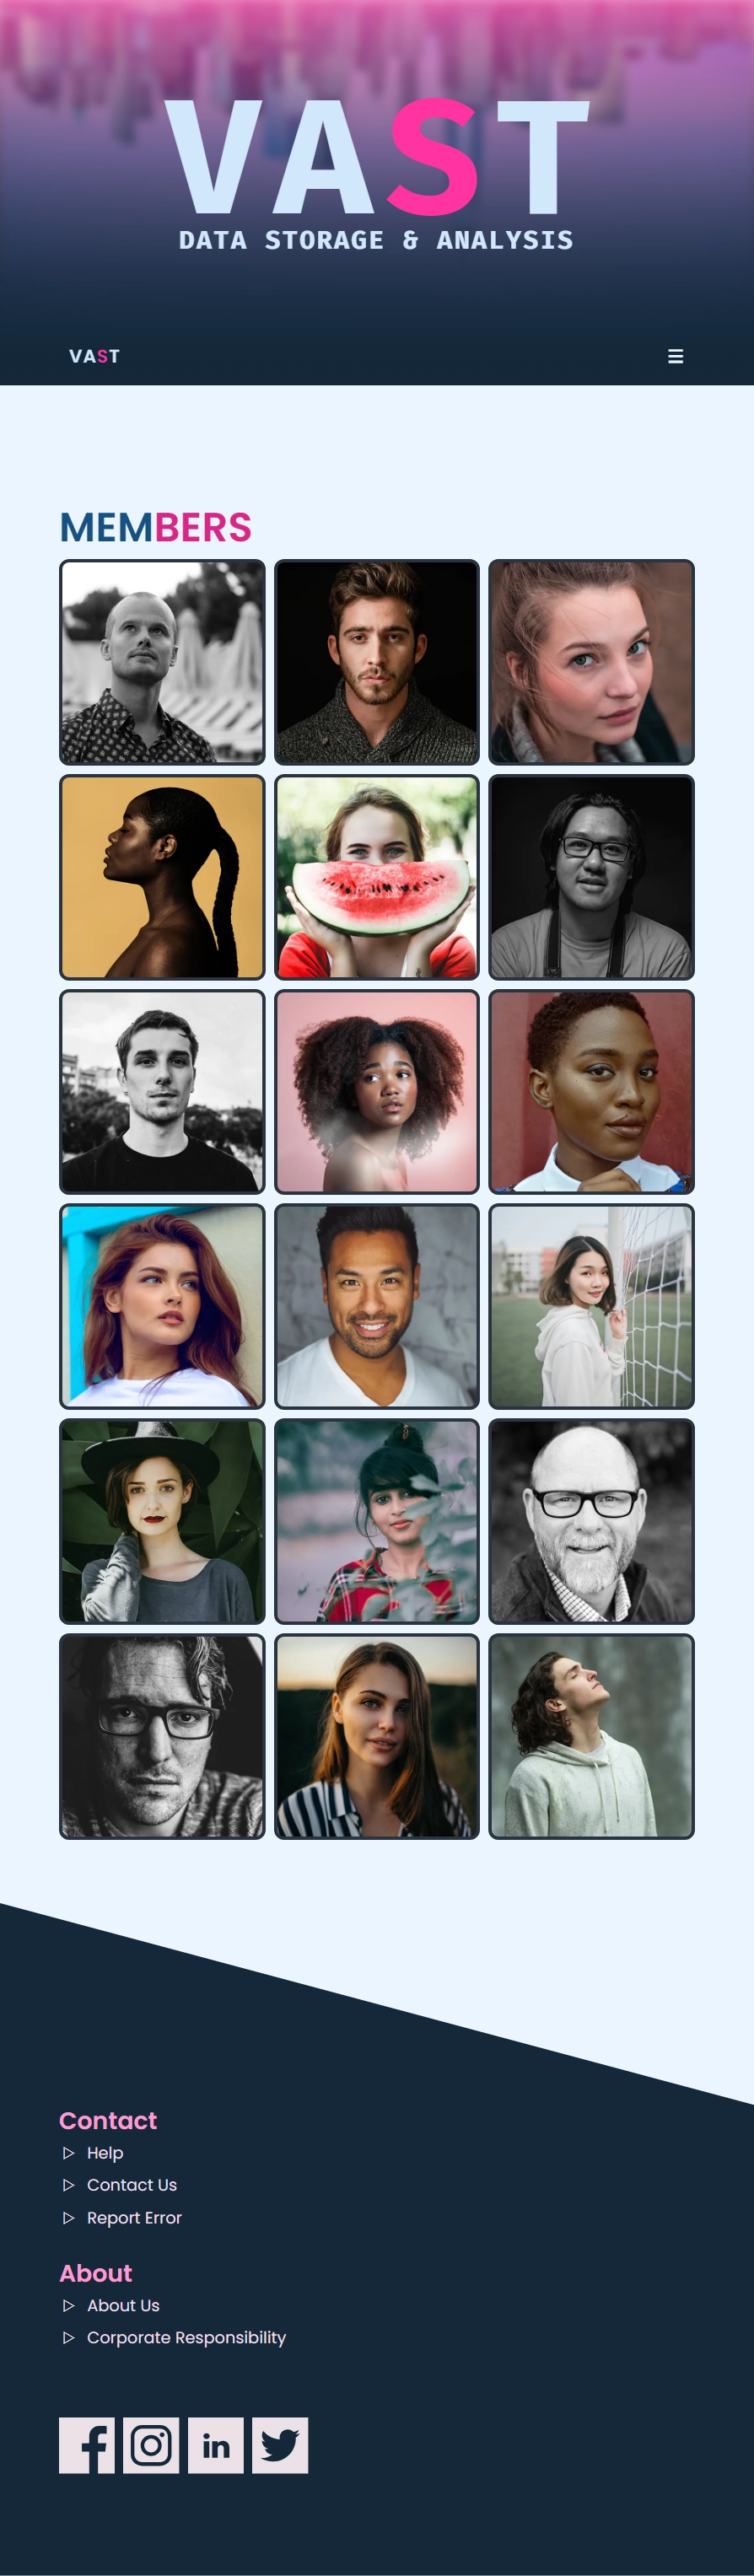 VAST
DATA STORAGE & ANALYSIS
VAST
MEMBERS
Contact
Help
Contact Us
Report Error
About
About Us
Corporate Responsibility